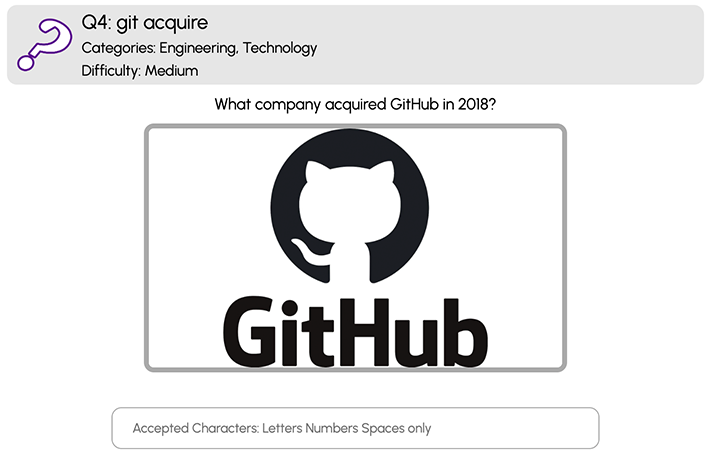 Q4: git acquire
Categories: Engineering, Technology
Difficulty: Medium
What company acquired GitHub in 2018?
GitHub
Accepted Characters: Letters Numbers Spaces only